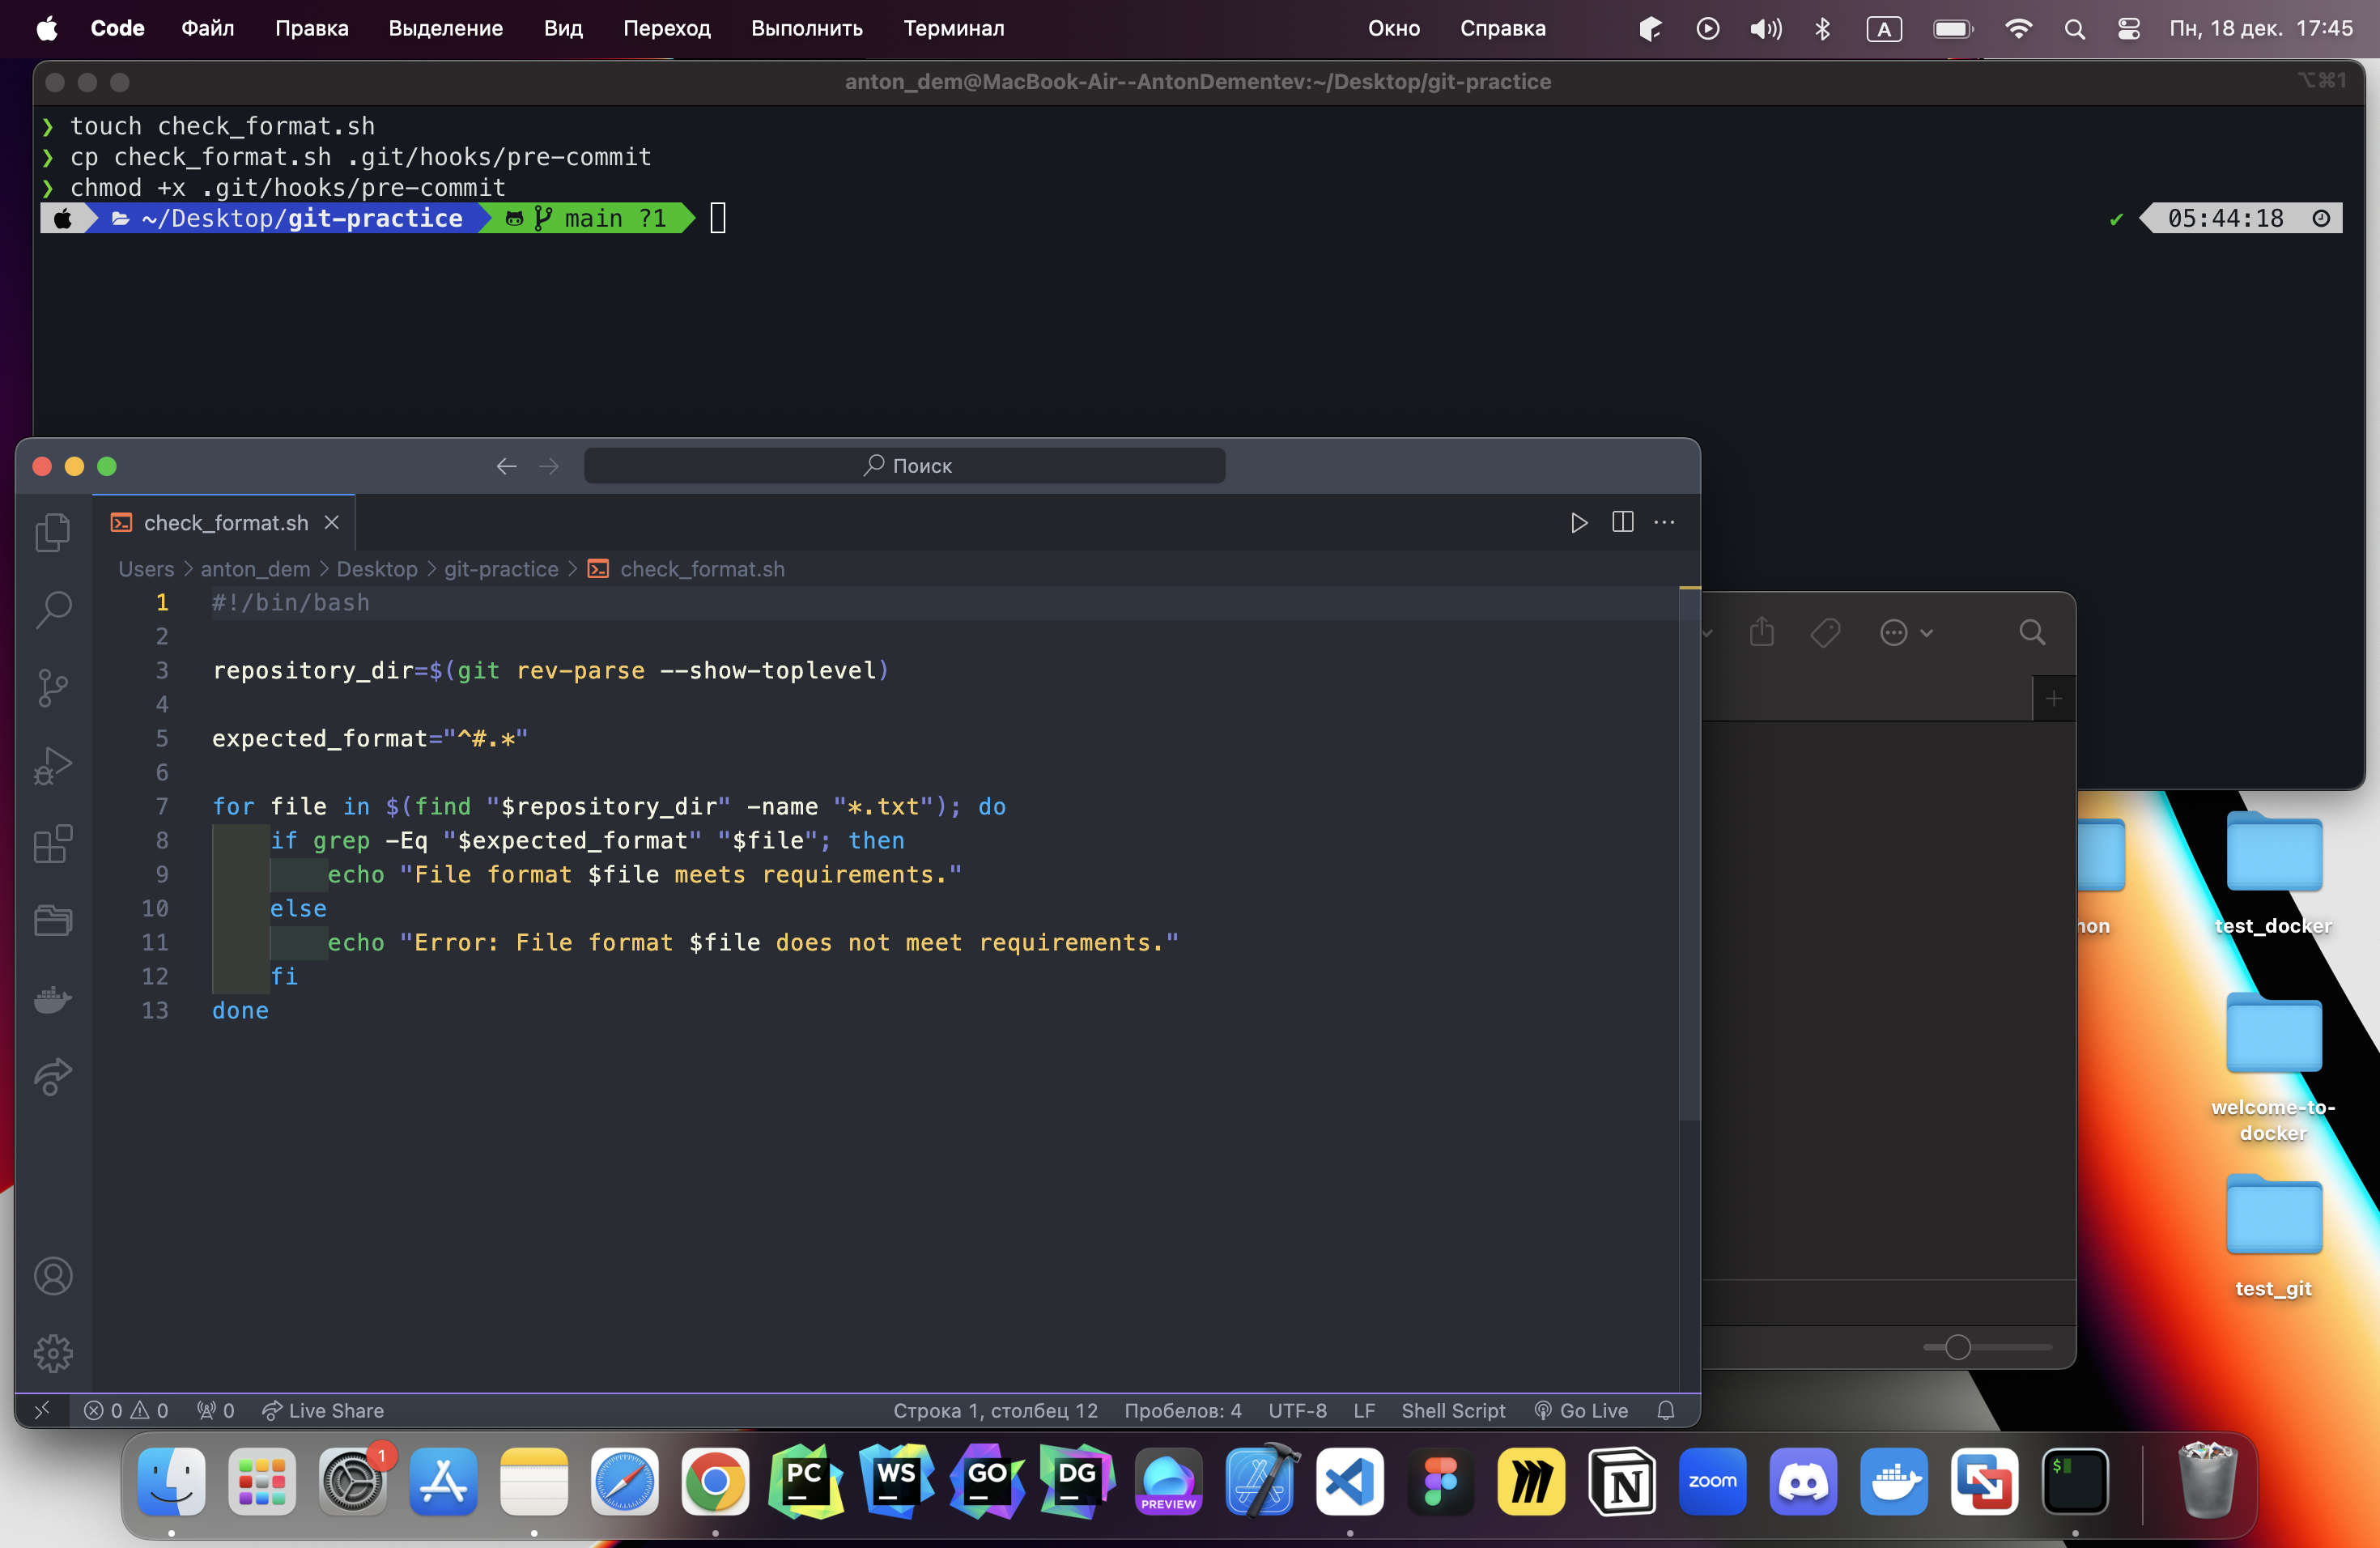 Code Файл Правка Выделение Вид Переход Выполнить Терминал Окно Справка A Пн, 18 дек. 17:45
anton_dem@MacBook-Air--AntonDementev:~/Desktop/git-practice ⌥⌘1
❯ touch check_format.sh
❯ cp check_format.sh .git/hooks/pre-commit
❯ chmod +x .git/hooks/pre-commit
~/Desktop/git-practice main ?1 ✔ 05:44:18
Поиск
check_format.sh
Users > anton_dem > Desktop > git-practice > check_format.sh
1 #!/bin/bash
2
3 repository_dir=$(git rev-parse --show-toplevel)
4
5 expected_format="^#.*"
6
7 for file in $(find "$repository_dir" -name "*.txt"); do
8 if grep -Eq "$expected_format" "$file"; then
9 echo "File format $file meets requirements."
10 else
11 echo "Error: File format $file does not meet requirements."
12 fi
13 done
hon
test_docker
welcome-to-
docker
test_git
0 0 0 Live Share Строка 1, столбец 12 Пробелов: 4 UTF-8 LF Shell Script Go Live
1
PC WS GO DG PREVIEW zoom $